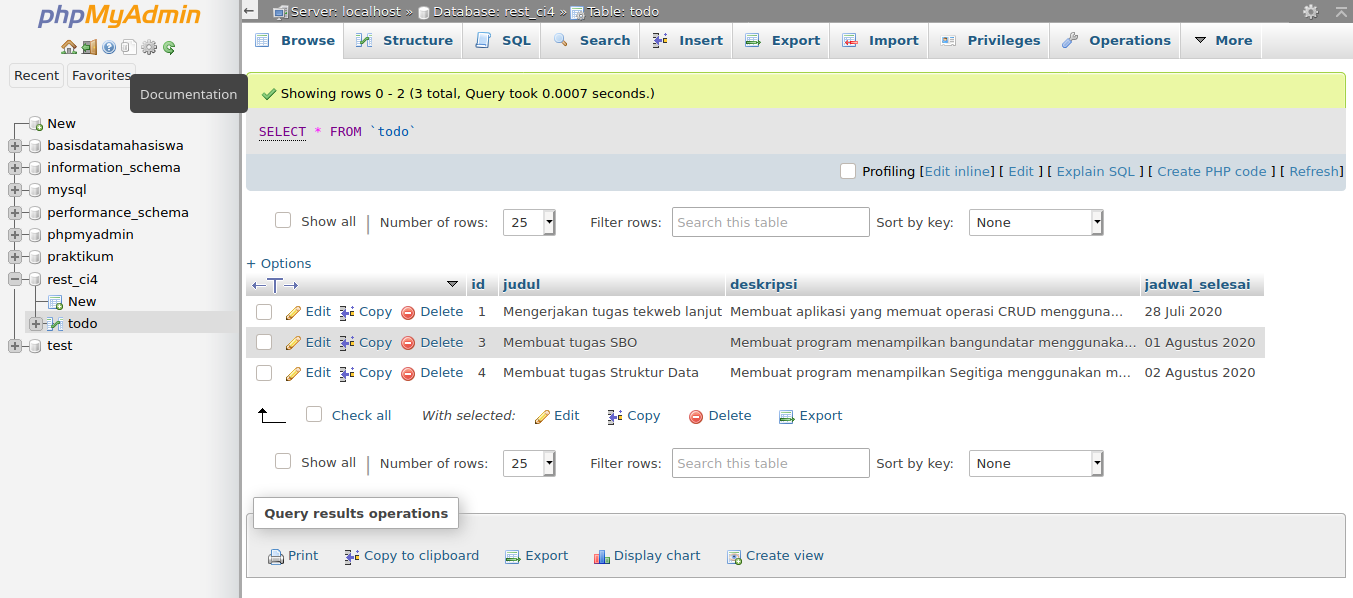 phpMyAdmin
Recent Favorites
Documentation
New
basisdatamahasiswa
information_schema
mysql
performance_schema
phpmyadmin
praktikum
rest_ci4
New
todo
test
Server: localhost » Database: rest_ci4 » Table: todo
Browse Structure SQL Search Insert Export Import Privileges Operations More
Showing rows 0 - 2 (3 total, Query took 0.0007 seconds.)
SELECT * FROM `todo`
Profiling [Edit inline] [ Edit ] [ Explain SQL ] [ Create PHP code ] [ Refresh]
Show all | Number of rows: 25 Filter rows: Search this table Sort by key: None
+ Options
←T→ id judul deskripsi jadwal_selesai
Edit Copy Delete 1 Mengerjakan tugas tekweb lanjut Membuat aplikasi yang memuat operasi CRUD mengguna... 28 Juli 2020
Edit Copy Delete 3 Membuat tugas SBO Membuat program menampilkan bangundatar menggunaka... 01 Agustus 2020
Edit Copy Delete 4 Membuat tugas Struktur Data Membuat program menampilkan Segitiga menggunakan m... 02 Agustus 2020
Check all With selected: Edit Copy Delete Export
Show all | Number of rows: 25 Filter rows: Search this table Sort by key: None
Query results operations
Print Copy to clipboard Export Display chart Create view